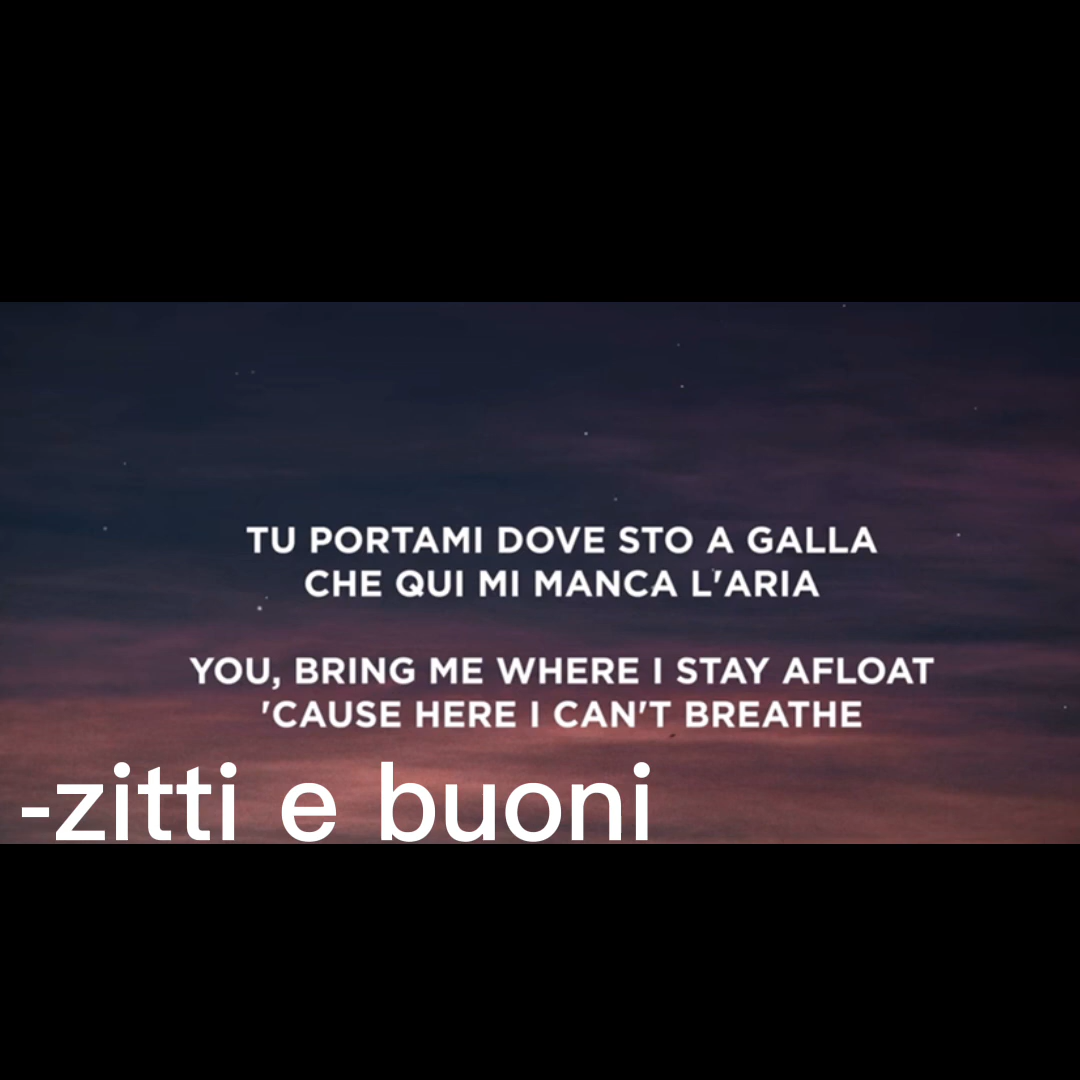 TU PORTAMI DOVE STO A GALLA
CHE QUI MI MANCA L'ARIA
YOU, BRING ME WHERE I STAY AFLOAT
'CAUSE HERE I CAN'T BREATHE
-zitti e buoni